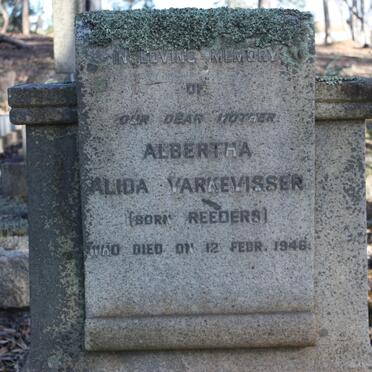 IN LOVING MEMORY
OF
OUR DEAR MOTHER
ALBERTHA
ALIDA VARKEVISSER
(BORN REEDERS)
WHO DIED ON 12 FEBR. 1946.